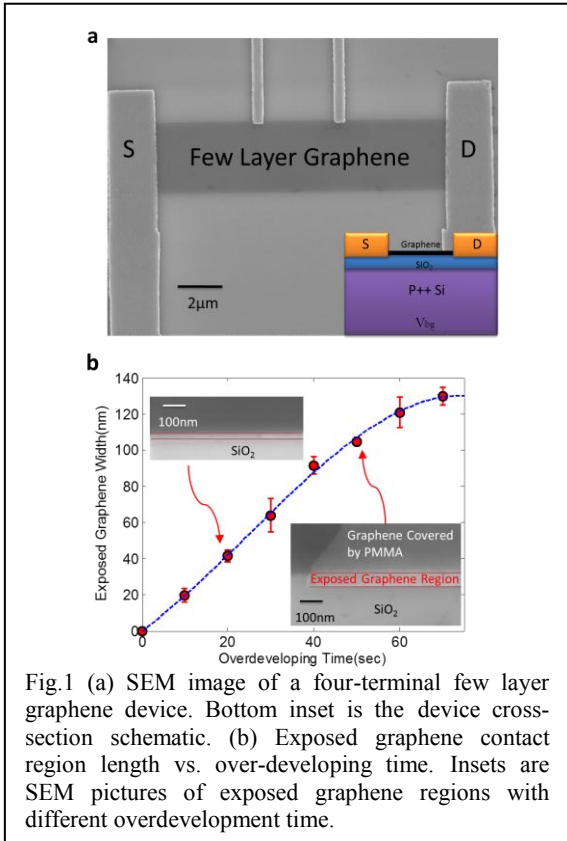 a
S
Few Layer Graphene
D
2μm
S
Graphene
D
SiO₂
P++ Si
Vbg
b
Exposed Graphene Width(nm)
140
120
100
80
60
40
20
0
100nm
SiO₂
Graphene Covered
by PMMA
Exposed Graphene Region
100nm
SiO₂
0
20
40
60
Overdeveloping Time(sec)
Fig.1 (a) SEM image of a four-terminal few layer
graphene device. Bottom inset is the device cross-
section schematic. (b) Exposed graphene contact
region length vs. over-developing time. Insets are
SEM pictures of exposed graphene regions with
different overdevelopment time.